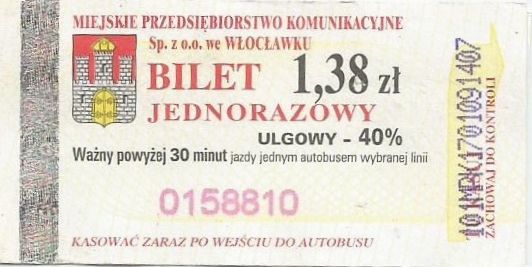 MIEJSKIE PRZEDSIĘBIORSTWO KOMUNIKACYJNE
Sp. z o.o. we WŁOCŁAWKU
BILET 1,38 zł
JEDNORAZOWY
ULGOWY - 40%
Ważny powyżej 30 minut jazdy jednym autobusem wybranej linii
0158810
KASOWAĆ ZARAZ PO WEJŚCIU DO AUTOBUSU
ZACHOWAJ DO KONTROLI